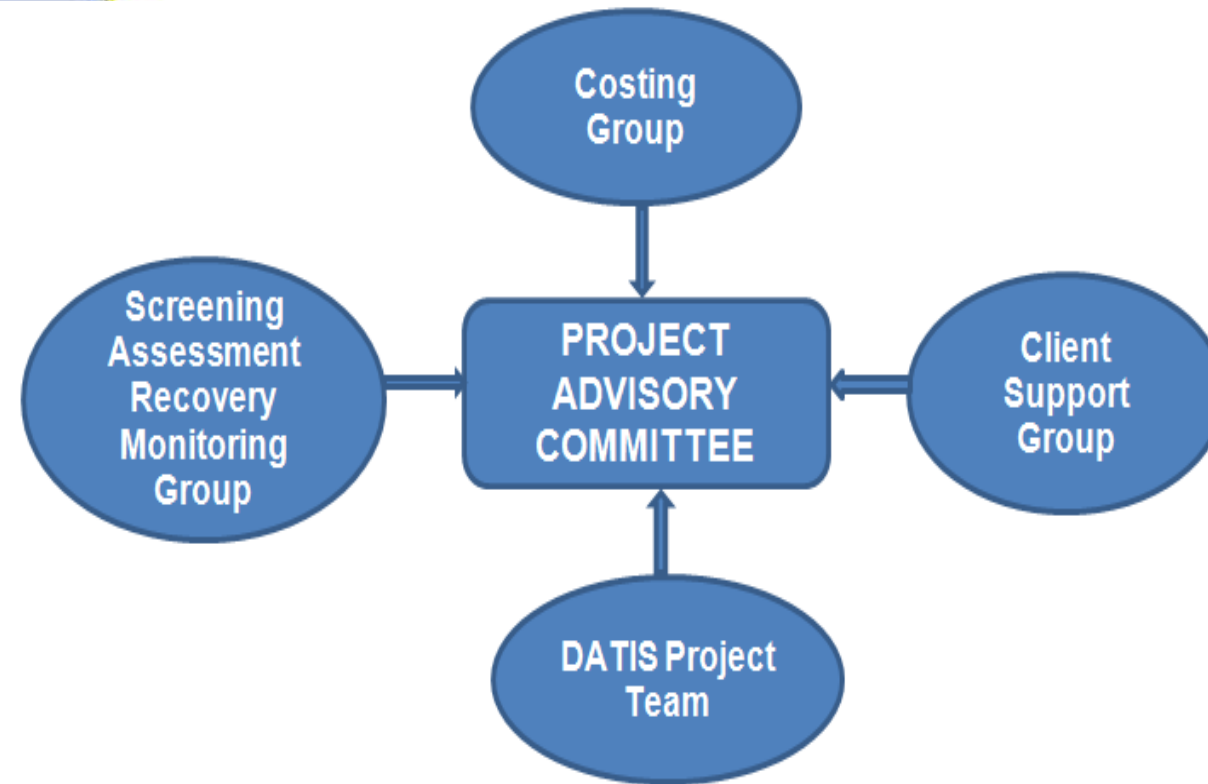 Costing
Group
Screening
Assessment
Recovery
Monitoring
Group
PROJECT
ADVISORY
COMMITTEE
Client
Support
Group
DATIS Project
Team